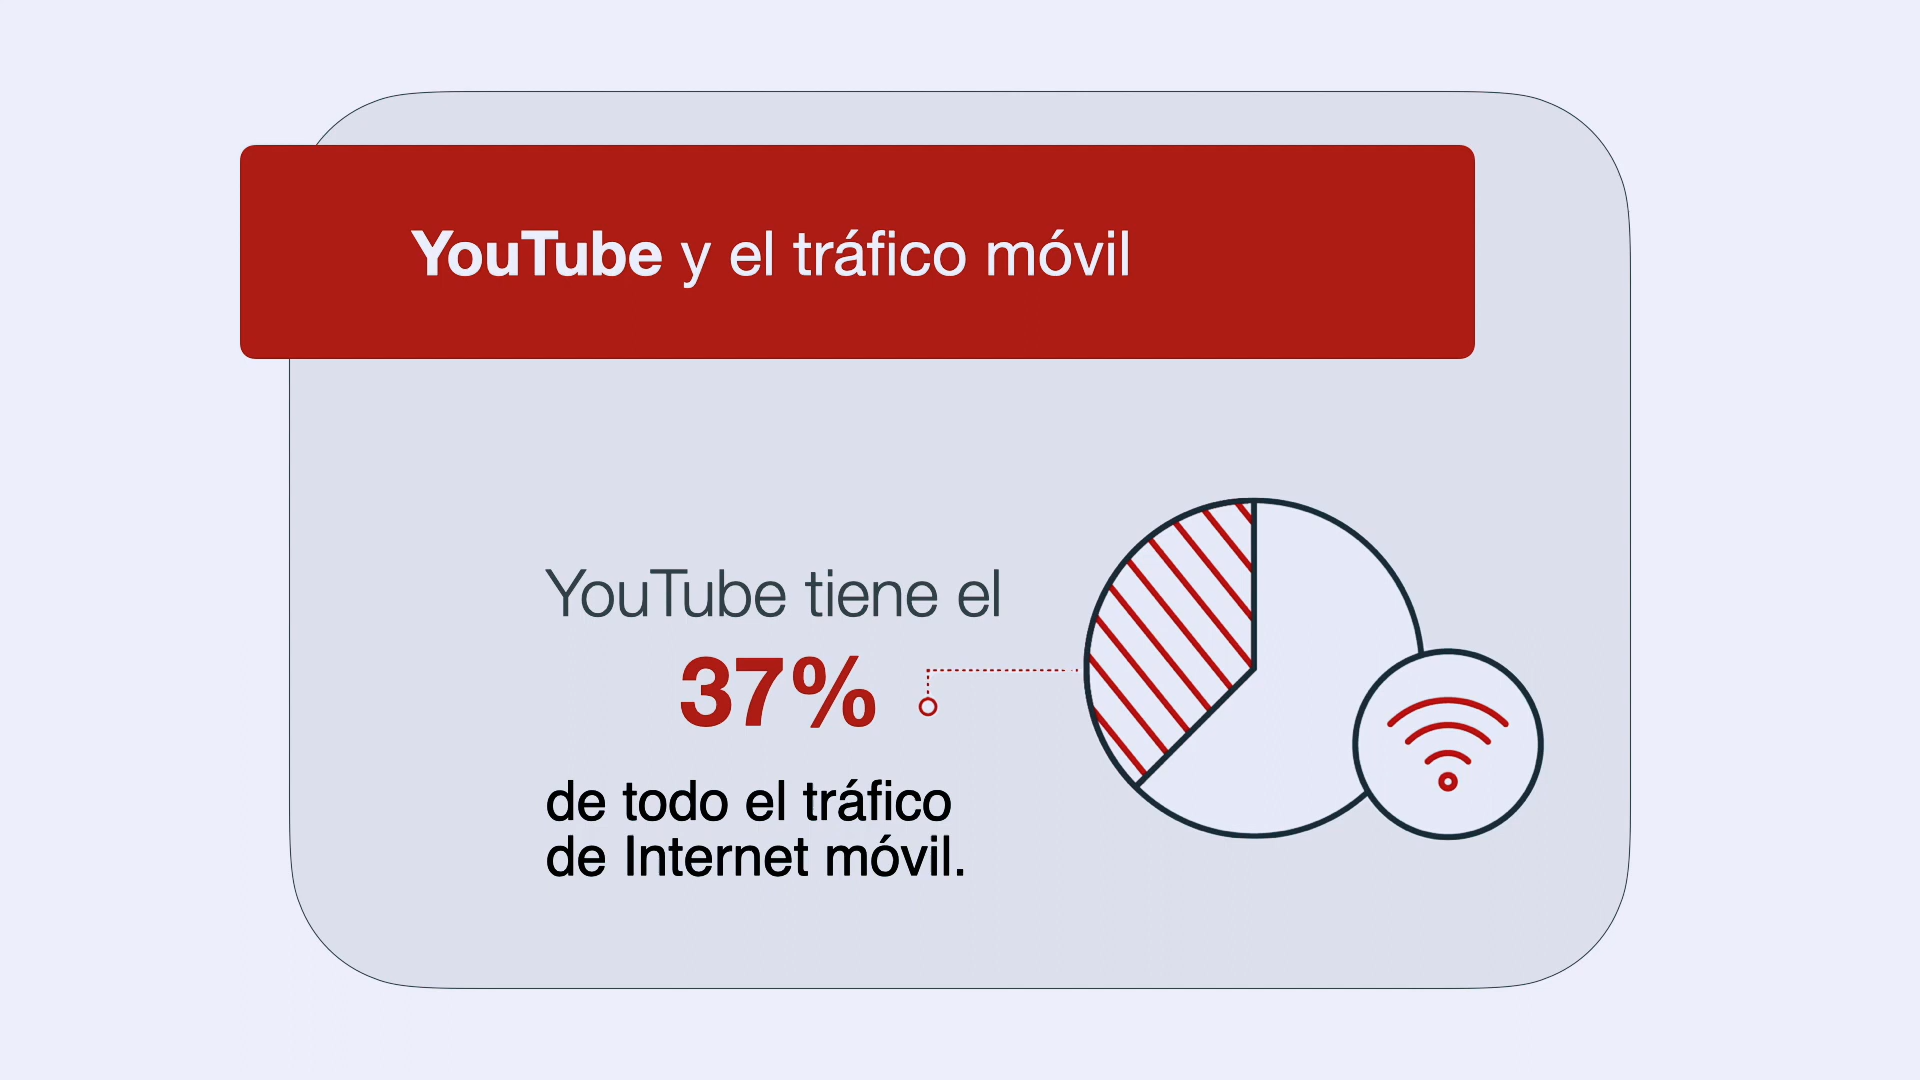 YouTube y el tráfico móvil
YouTube tiene el
37%
de todo el tráfico
de Internet móvil.